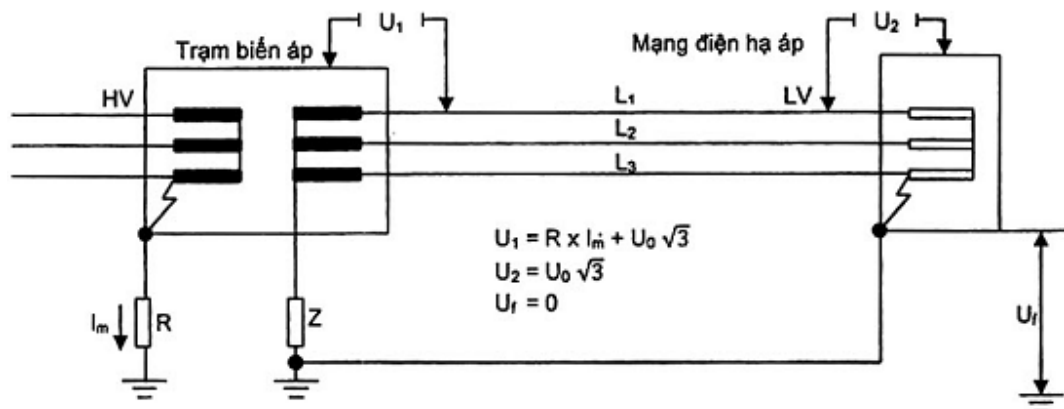 U₁
U₂
Trạm biến áp
Mạng điện hạ áp
HV
L₁
LV
L₂
L₃
U₁ = R x Iₘ + U₀ √3
U₂ = U₀ √3
U_f = 0
Iₘ
R
Z
U_f